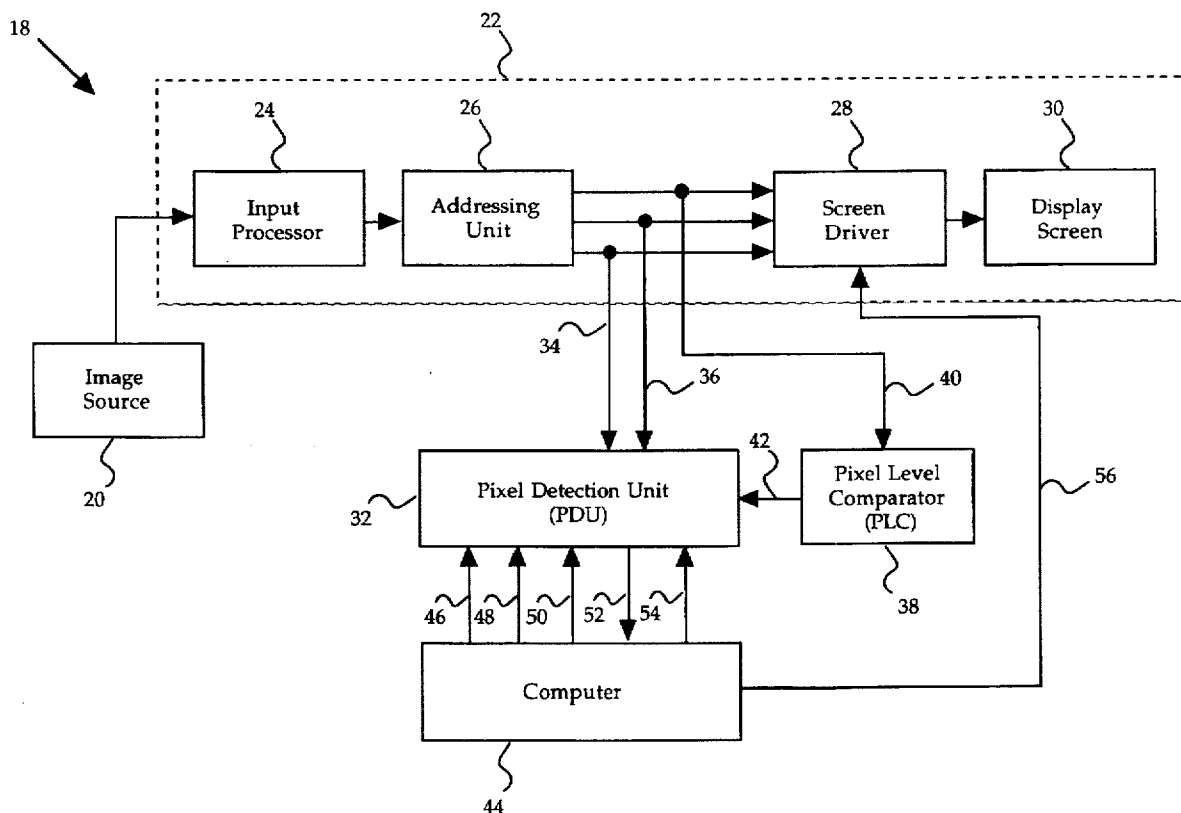 18
22
24
26
28
30
Input
Processor
Addressing
Unit
Screen
Driver
Display
Screen
34
36
40
Image
Source
20
42
Pixel Detection Unit
(PDU)
32
Pixel Level
Comparator
(PLC)
38
56
46
48
50
52
54
Computer
44